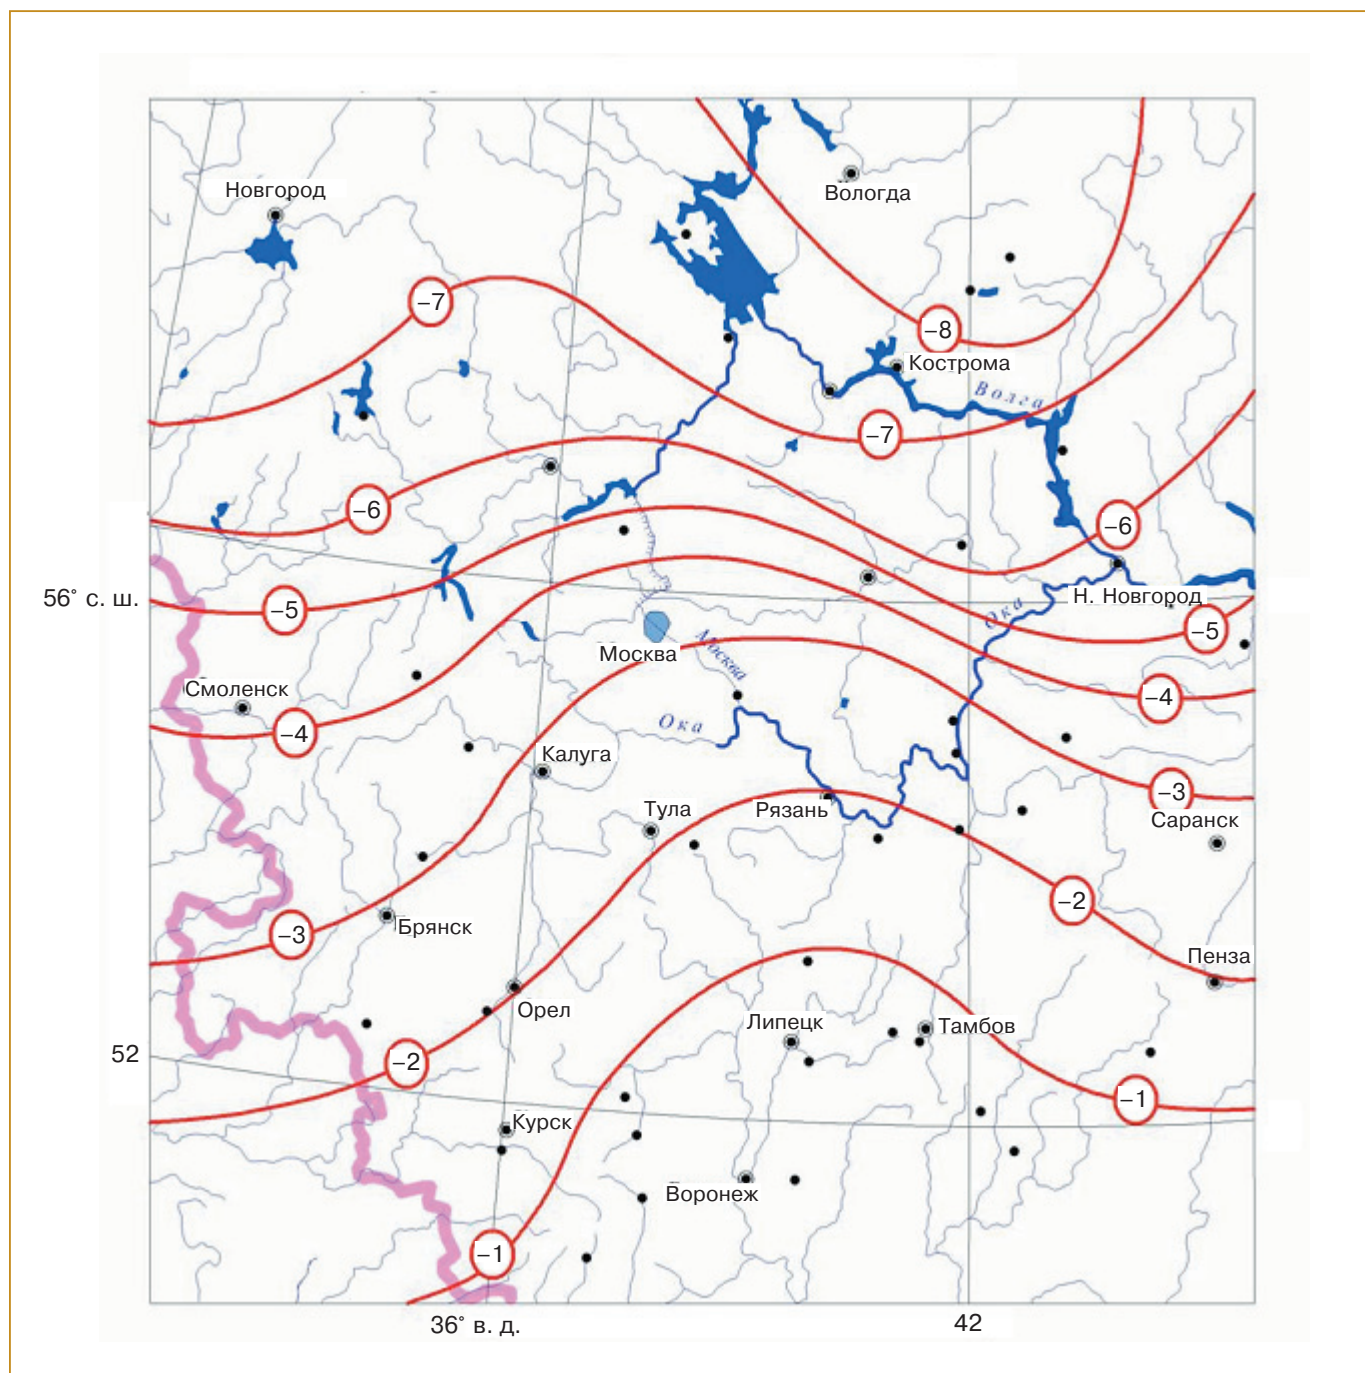 Новгород
Вологда
−7
−8
Кострома
Волга
−7
−6
−6
56° с. ш.
Н. Новгород
−5
Ока
−5
Москва
Москва
Смоленск
−4
−4
Ока
Калуга
−3
Тула
Рязань
Саранск
−2
Брянск
−3
Пенза
Орел
Липецк
Тамбов
52
−2
−1
Курск
Воронеж
−1
36° в. д.
42